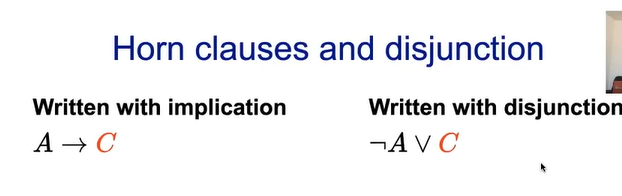 Horn clauses and disjunction
Written with implication
A → C
Written with disjunction
¬A ∨ C